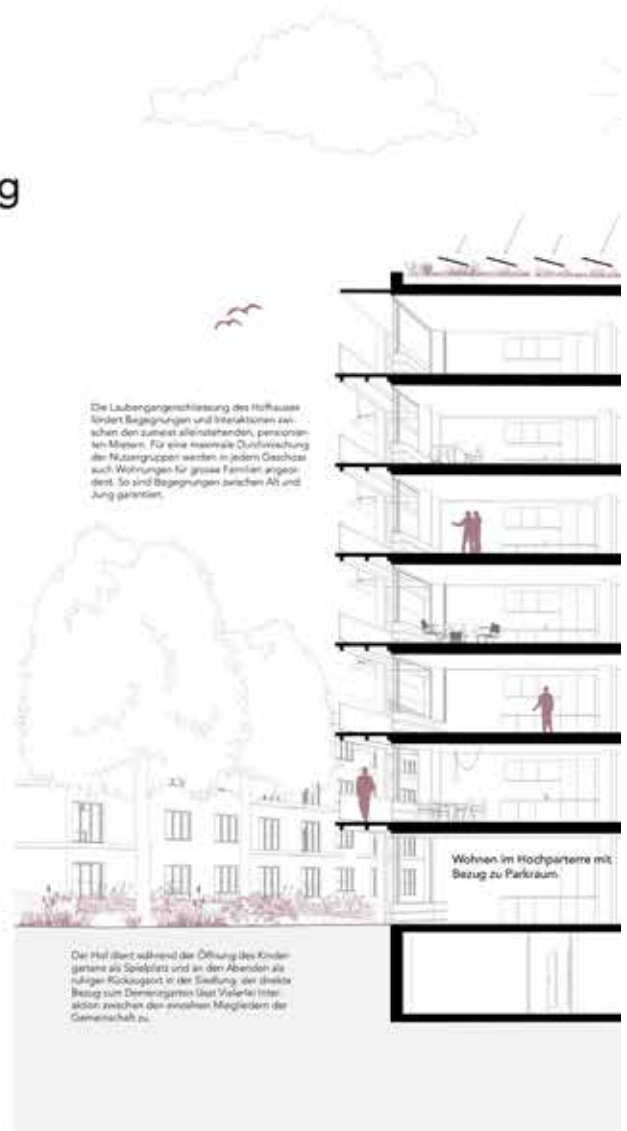 g
Die Laubengangerschliessung des Hofhauses
fördert Begegnungen und Interaktionen zwi-
schen den zumeist alleinstehenden, pensionier-
ten Mietern. Für eine maximale Durchmischung
der Nutzergruppen werden in jedem Geschoss
auch Wohnungen für grosse Familien angeor-
dent. So sind Begegnungen zwischen Alt und
Jung garantiert.
Wohnen im Hochparterre mit
Bezug zu Parkraum
Der Hof dient während der Öffnung des Kinder-
gartens als Spielplatz und an den Abenden als
ruhiger Rückzugsort in der Siedlung, der direkte
Bezug zum lässt Vielerlei Inter-
aktion zwischen den einzelnen Mitgliedern der
Gemeinschaft zu.